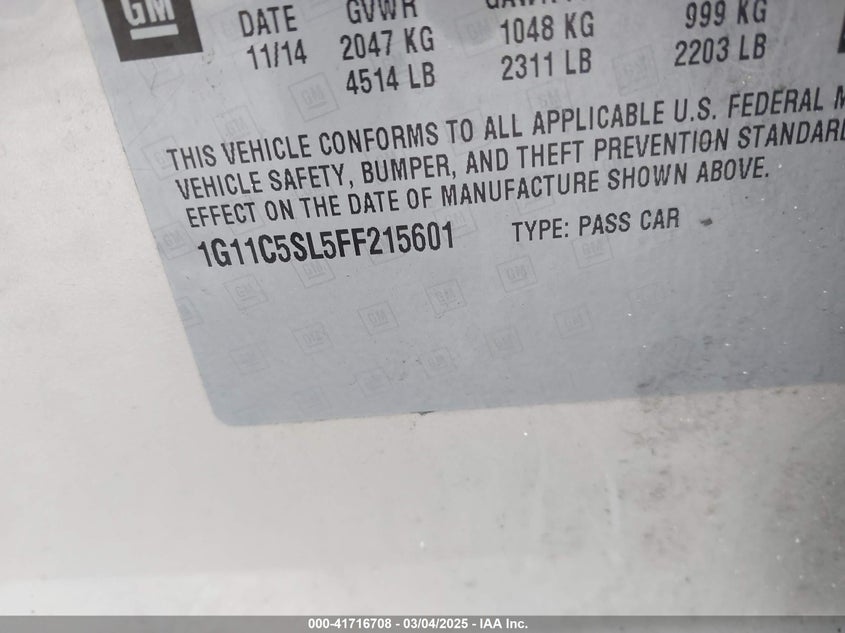 GM
DATE GVWR
11/14 2047 KG 1048 KG 999 KG
4514 LB 2311 LB 2203 LB
THIS VEHICLE CONFORMS TO ALL APPLICABLE U.S. FEDERAL
VEHICLE SAFETY, BUMPER, AND THEFT PREVENTION STANDARD
EFFECT ON THE DATE OF MANUFACTURE SHOWN ABOVE.
1G11C5SL5FF215601 TYPE: PASS CAR
000-41716708 - 03/04/2025 - IAA Inc.